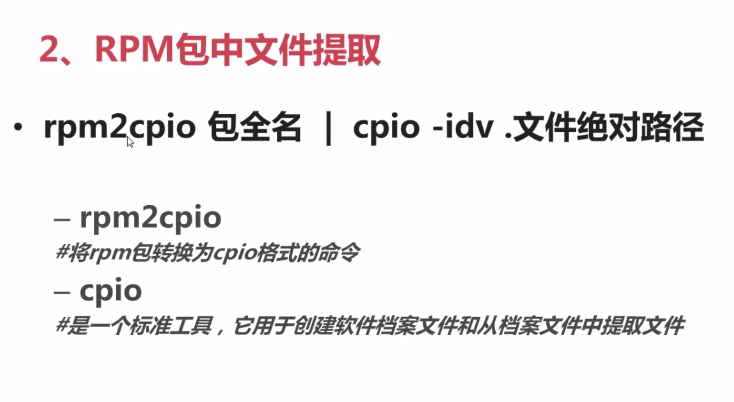 2、RPM包中文件提取
• rpm2cpio 包全名 | cpio -idv .文件绝对路径
– rpm2cpio
#将rpm包转换为cpio格式的命令
– cpio
#是一个标准工具，它用于创建软件档案文件和从档案文件中提取文件